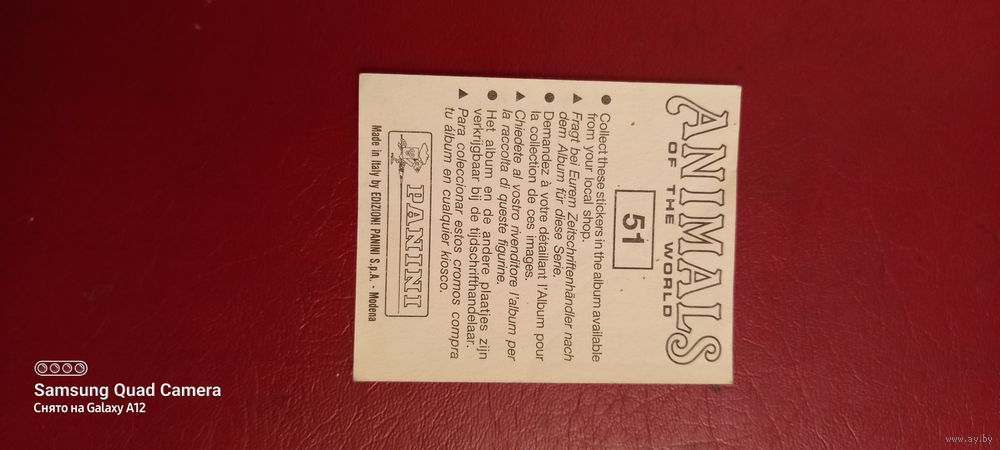 ANIMALS
OF THE WORLD
51
● Collect these stickers in the album available
from your local shop.
▲ Fragt bei Eurem Zeitschriftenhändler nach
dem Album für diese Serie.
● Demandez à votre détaillant l'Album pour
la collection de ces images.
▲ Chiedete al vostro rivenditore l'album per
la raccolta di queste figurine.
● Het album en de andere plaatjes zijn
verkrijgbaar bij de tijdschrifthandelaar.
▲ Para coleccionar estos cromos compra
tu álbum en cualquier kiosco.
PANINI
Made in Italy by EDIZIONI PANINI S.p.A. - Modena
Samsung Quad Camera
Снято на Galaxy A12
www.ay.by